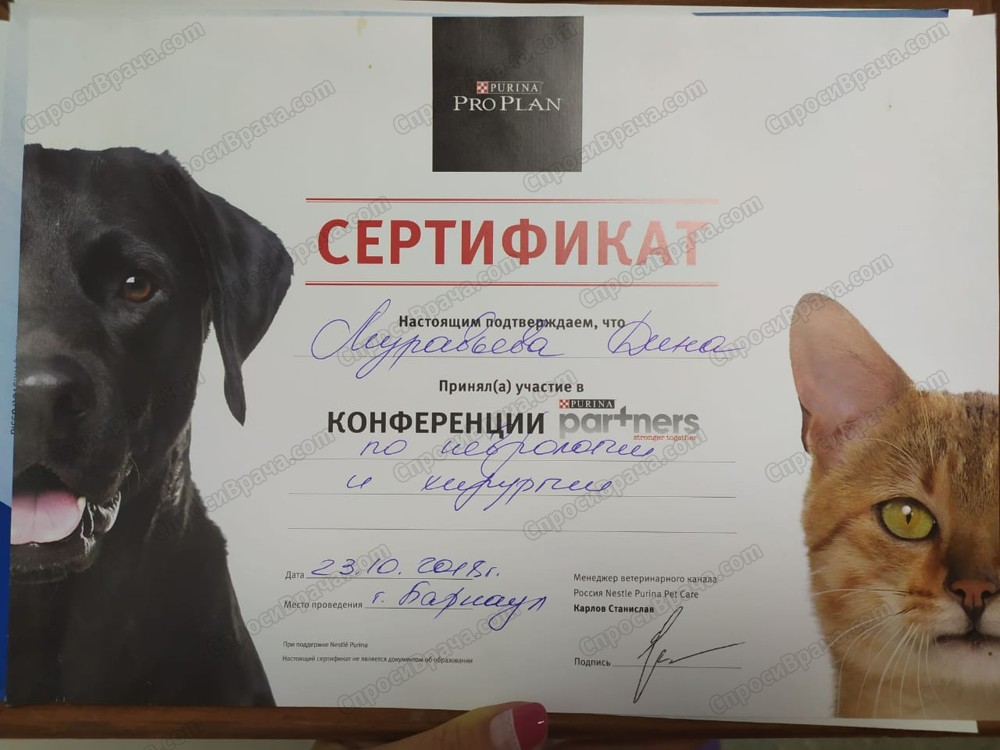 PURINA
PRO PLAN
СЕРТИФИКАТ
Настоящим подтверждаем, что
Муравьева Дина
Принял(а) участие в
КОНФЕРЕНЦИИ PURINA partners
stronger together
по неврологии
и хирургии
Дата 23.10.2018г.
Место проведения г. Барнаул
Менеджер ветеринарного канала
Россия Nestle Purina Pet Care
Карлов Станислав
Подпись
При поддержке Nestlé Purina
Настоящий сертификат не является документом об образовании
СпросиВрача.com